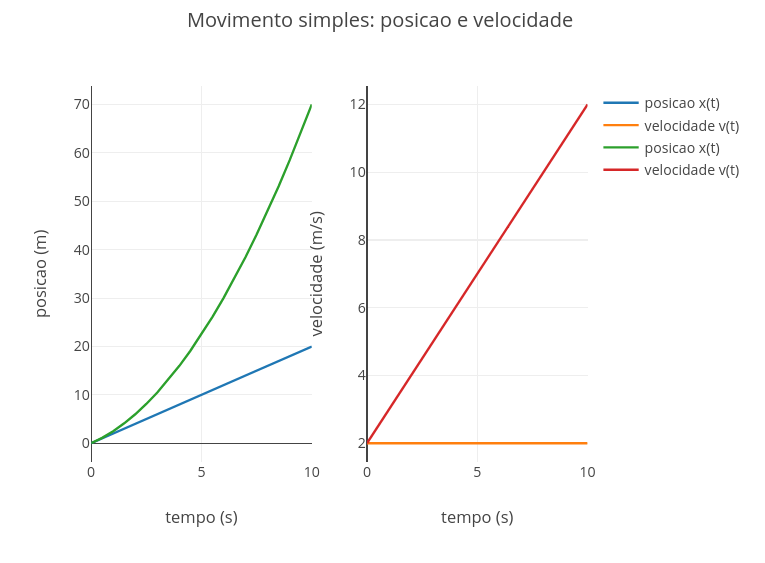 Movimento simples: posicao e velocidade
posicao (m)
70
60
50
40
30
20
10
0
0 5 10
tempo (s)
velocidade (m/s)
12
10
8
6
4
2
0 5 10
tempo (s)
posicao x(t)
velocidade v(t)
posicao x(t)
velocidade v(t)